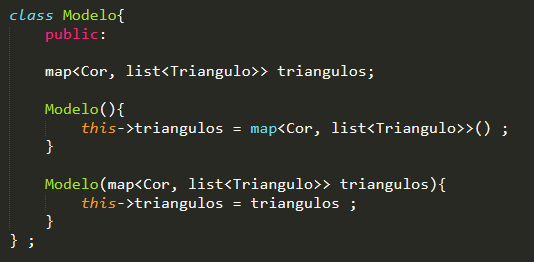 class Modelo{
    public:

    map<Cor, list<Triangulo>> triangulos;

    Modelo(){
        this->triangulos = map<Cor, list<Triangulo>>() ;
    }

    Modelo(map<Cor, list<Triangulo>> triangulos){
        this->triangulos = triangulos ;
    }
} ;